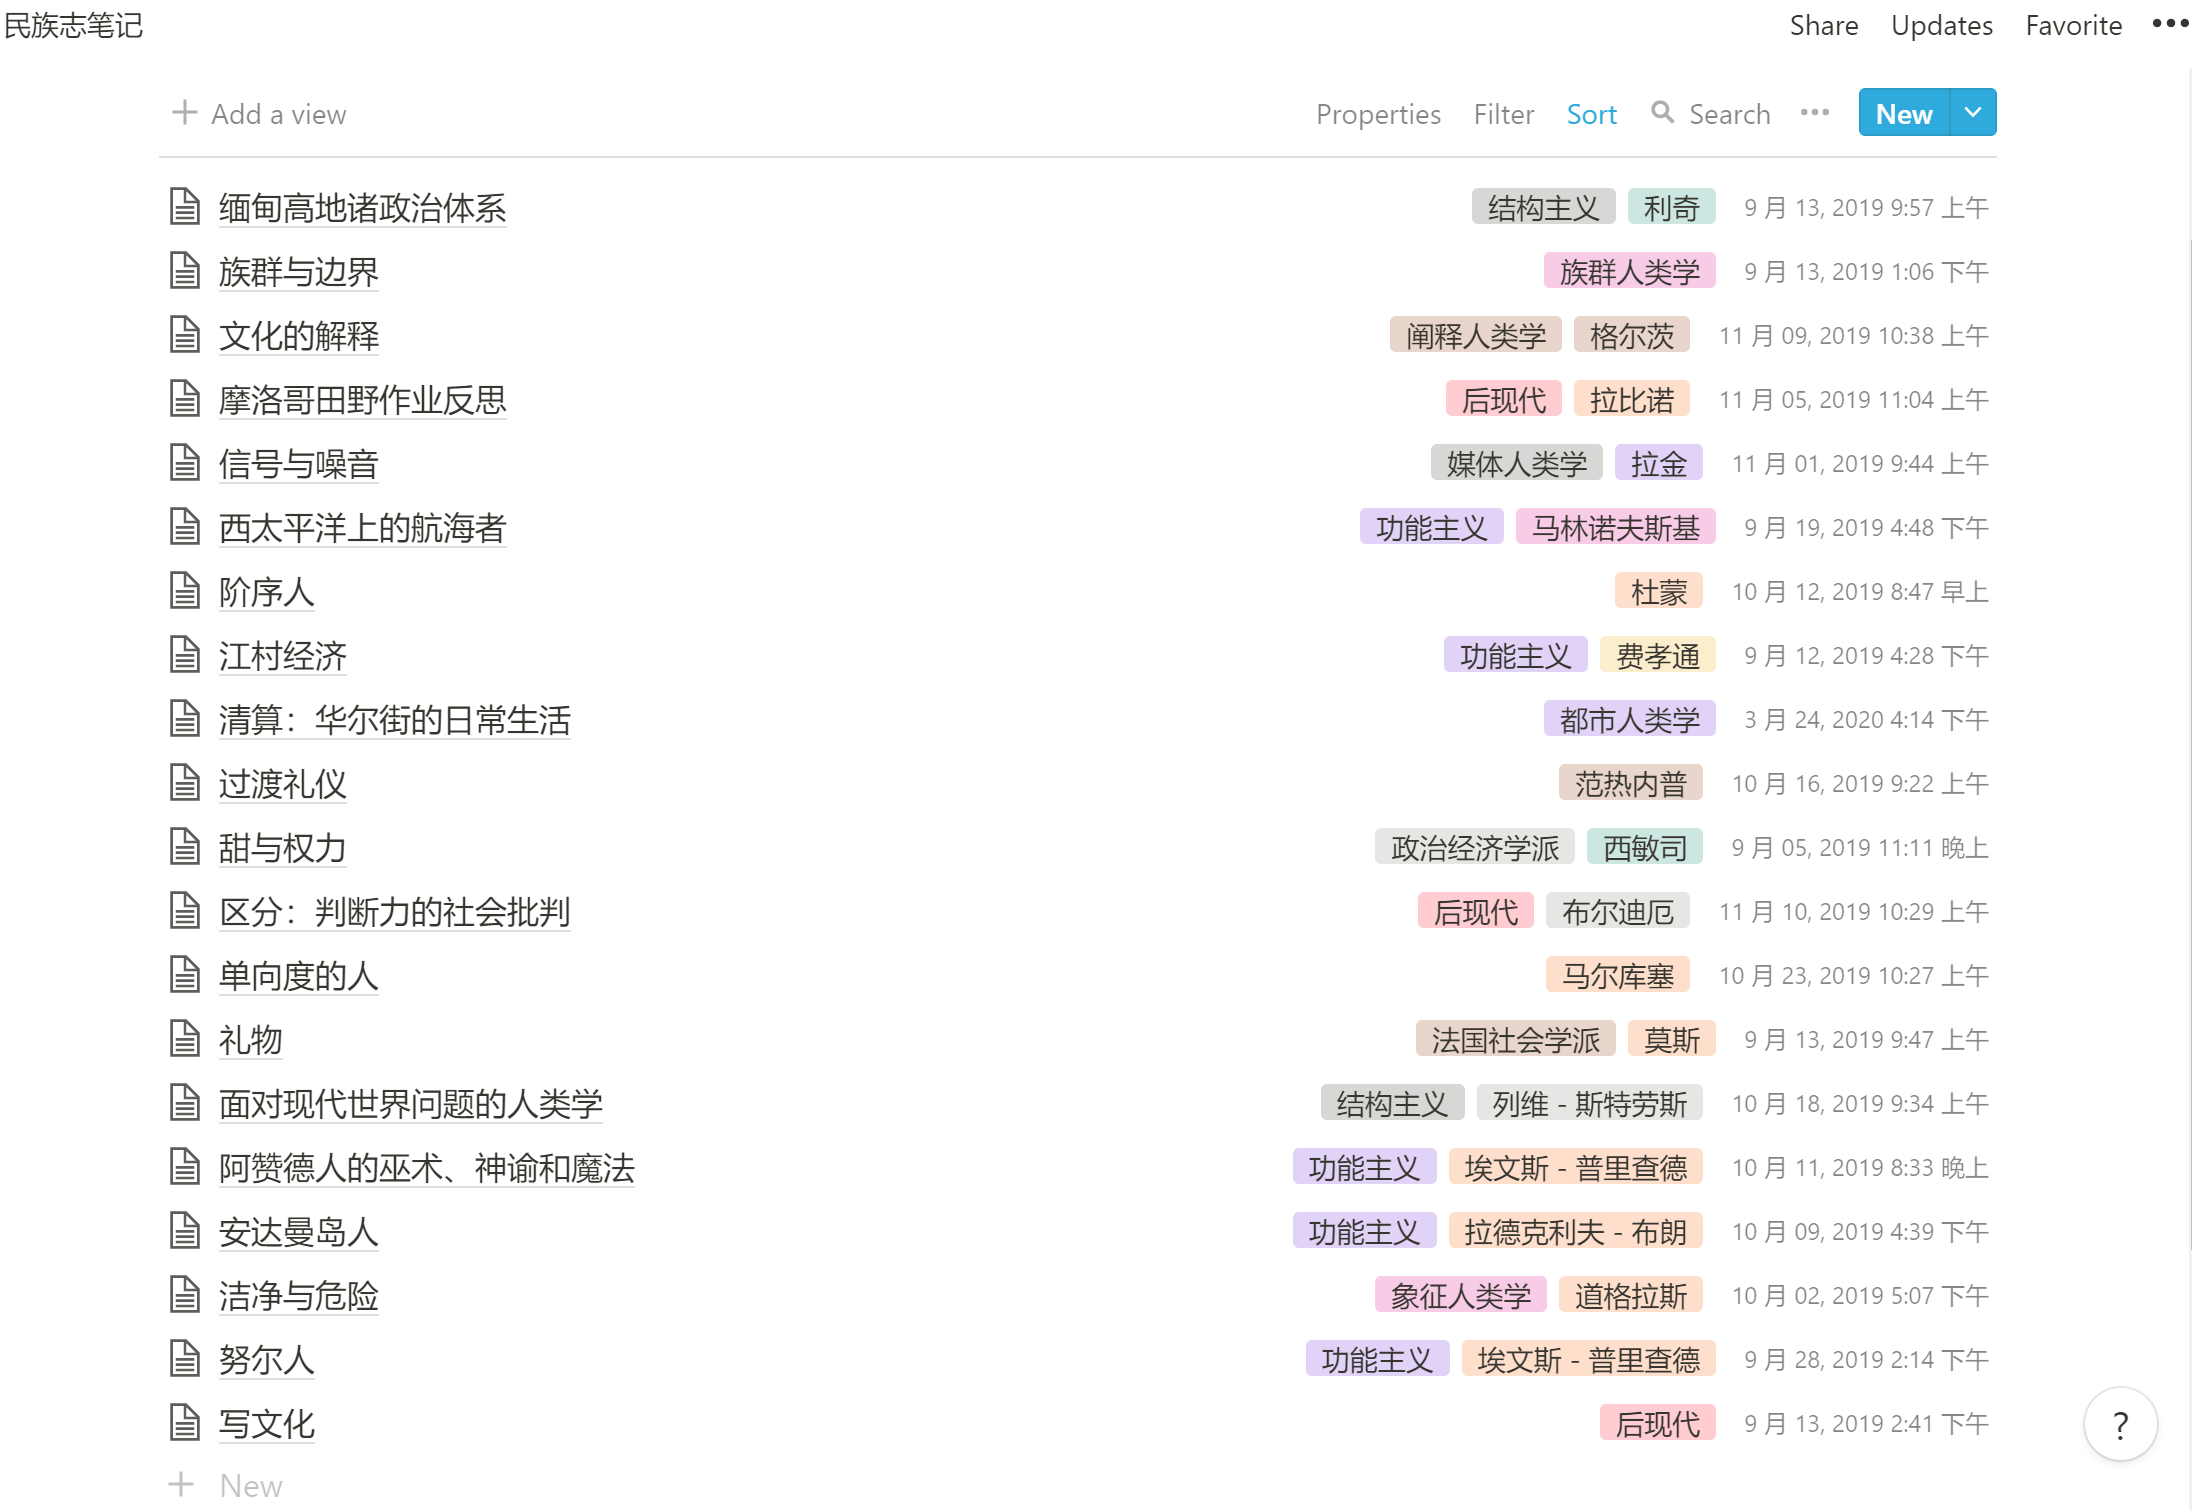 民族志笔记 Share Updates Favorite •••
+ Add a view Properties Filter Sort Search ••• New
缅甸高地诸政治体系 结构主义 利奇 9 月 13, 2019 9:57 上午
族群与边界 族群人类学 9 月 13, 2019 1:06 下午
文化的解释 阐释人类学 格尔茨 11 月 09, 2019 10:38 上午
摩洛哥田野作业反思 后现代 拉比诺 11 月 05, 2019 11:04 上午
信号与噪音 媒体人类学 拉金 11 月 01, 2019 9:44 上午
西太平洋上的航海者 功能主义 马林诺夫斯基 9 月 19, 2019 4:48 下午
阶序人 杜蒙 10 月 12, 2019 8:47 早上
江村经济 功能主义 费孝通 9 月 12, 2019 4:28 下午
清算：华尔街的日常生活 都市人类学 3 月 24, 2020 4:14 下午
过渡礼仪 范热内普 10 月 16, 2019 9:22 上午
甜与权力 政治经济学派 西敏司 9 月 05, 2019 11:11 晚上
区分：判断力的社会批判 后现代 布尔迪厄 11 月 10, 2019 10:29 上午
单向度的人 马尔库塞 10 月 23, 2019 10:27 上午
礼物 法国社会学派 莫斯 9 月 13, 2019 9:47 上午
面对现代世界问题的人类学 结构主义 列维 - 斯特劳斯 10 月 18, 2019 9:34 上午
阿赞德人的巫术、神谕和魔法 功能主义 埃文斯 - 普里查德 10 月 11, 2019 8:33 晚上
安达曼岛人 功能主义 拉德克利夫 - 布朗 10 月 09, 2019 4:39 下午
洁净与危险 象征人类学 道格拉斯 10 月 02, 2019 5:07 下午
努尔人 功能主义 埃文斯 - 普里查德 9 月 28, 2019 2:14 下午
写文化 后现代 9 月 13, 2019 2:41 下午
+ New
?